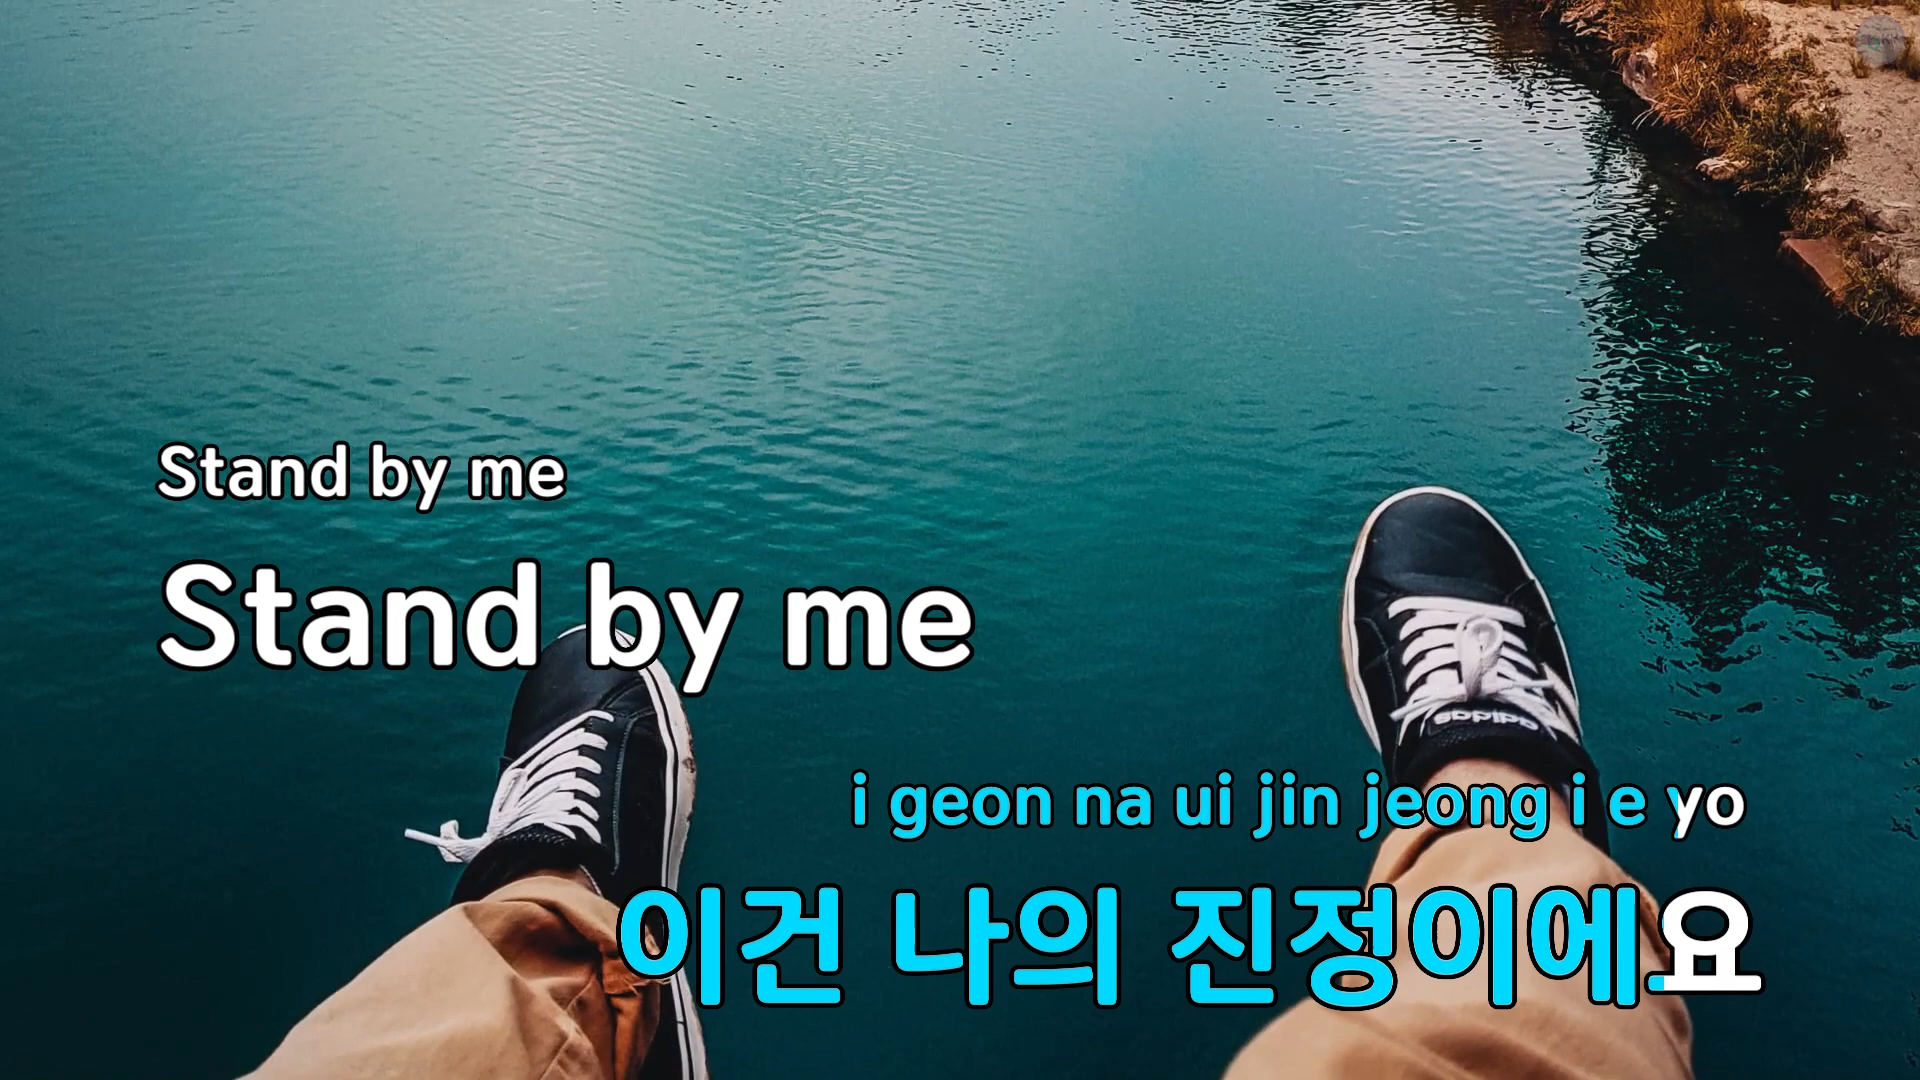 Stand by me
Stand by me
adidas
i geon na ui jin jeong i e yo
이건 나의 진정이에요